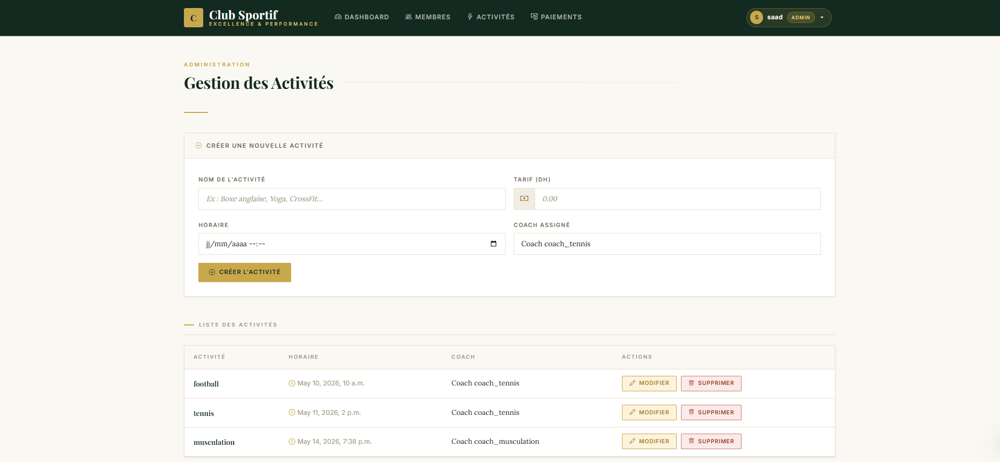 C Club Sportif
EXCELLENCE & PERFORMANCE
DASHBOARD MEMBRES ACTIVITÉS PAIEMENTS
S saad ADMIN
ADMINISTRATION
Gestion des Activités
CRÉER UNE NOUVELLE ACTIVITÉ
NOM DE L'ACTIVITÉ TARIF (DH)
Ex : Boxe anglaise, Yoga, CrossFit... 0.00
HORAIRE COACH ASSIGNÉ
jj/mm/aaaa --:-- Coach coach_tennis
CRÉER L'ACTIVITÉ
LISTE DES ACTIVITÉS
ACTIVITÉ HORAIRE COACH ACTIONS
football May 10, 2026, 10 a.m. Coach coach_tennis MODIFIER SUPPRIMER
tennis May 11, 2026, 2 p.m. Coach coach_tennis MODIFIER SUPPRIMER
musculation May 14, 2026, 7:38 p.m. Coach coach_musculation MODIFIER SUPPRIMER